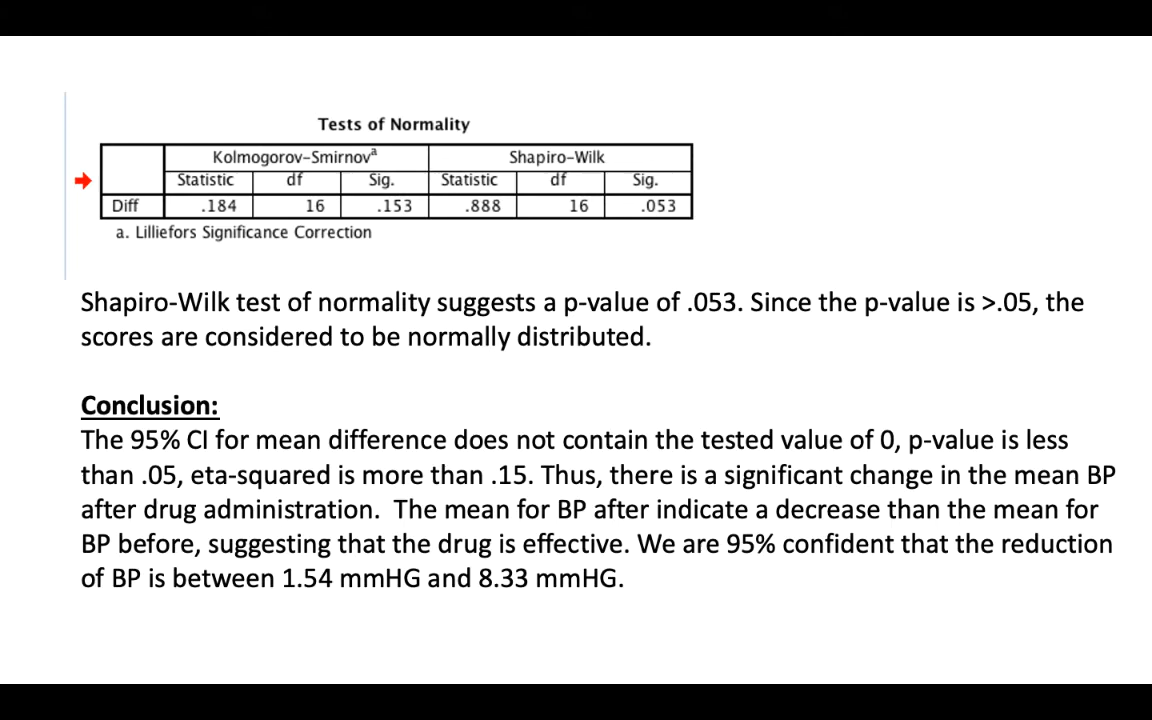 Tests of Normality
Kolmogorov-Smirnovª Shapiro-Wilk
Statistic df Sig. Statistic df Sig.
Diff .184 16 .153 .888 16 .053
a. Lilliefors Significance Correction
Shapiro-Wilk test of normality suggests a p-value of .053. Since the p-value is >.05, the
scores are considered to be normally distributed.
Conclusion:
The 95% CI for mean difference does not contain the tested value of 0, p-value is less
than .05, eta-squared is more than .15. Thus, there is a significant change in the mean BP
after drug administration.  The mean for BP after indicate a decrease than the mean for
BP before, suggesting that the drug is effective. We are 95% confident that the reduction
of BP is between 1.54 mmHG and 8.33 mmHG.